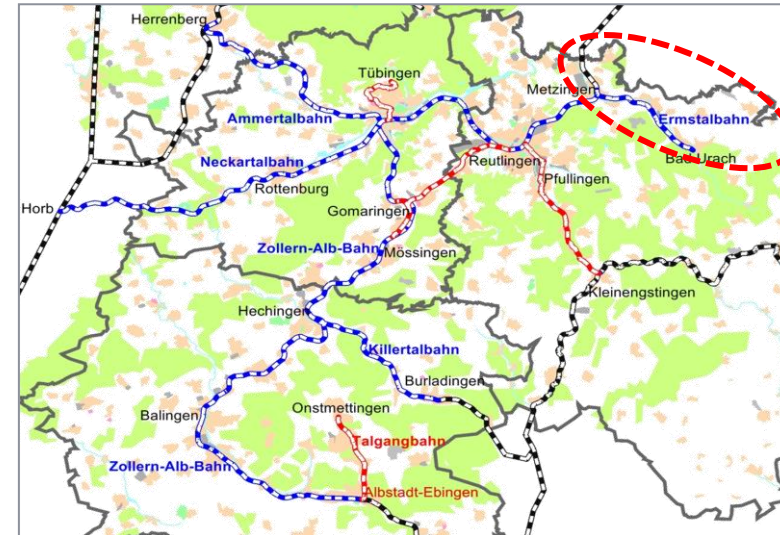 Herrenberg
Tübingen
Metzingen
Ammertalbahn
Ermstalbahn
Neckartalbahn
Reutlingen
Bad Urach
Rottenburg
Pfullingen
Horb
Gomaringen
Zollern-Alb-Bahn
Mössingen
Kleinengstingen
Hechingen
Killertalbahn
Burladingen
Onstmettingen
Balingen
Talgangbahn
Zollern-Alb-Bahn
Albstadt-Ebingen